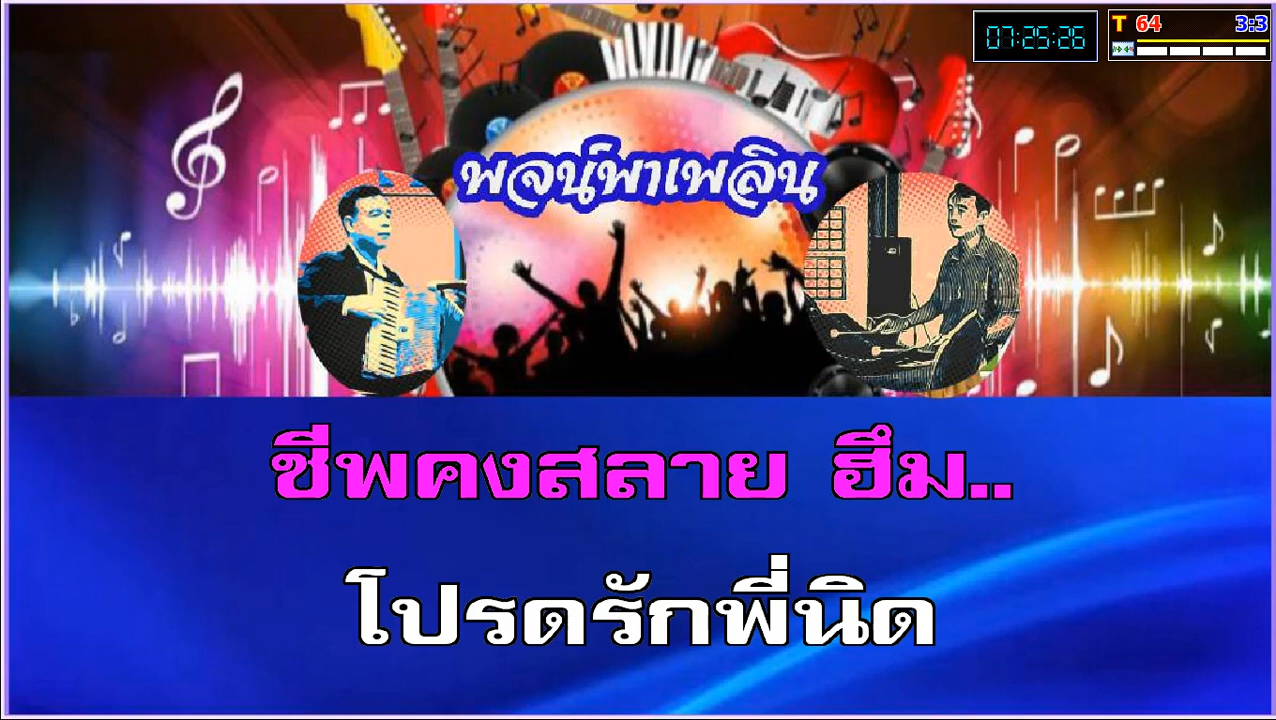 07:25:26
T 64 3:3
พจน์พาเพลิน
ชีพคงสลาย ฮึม..
โปรดรักพี่นิด